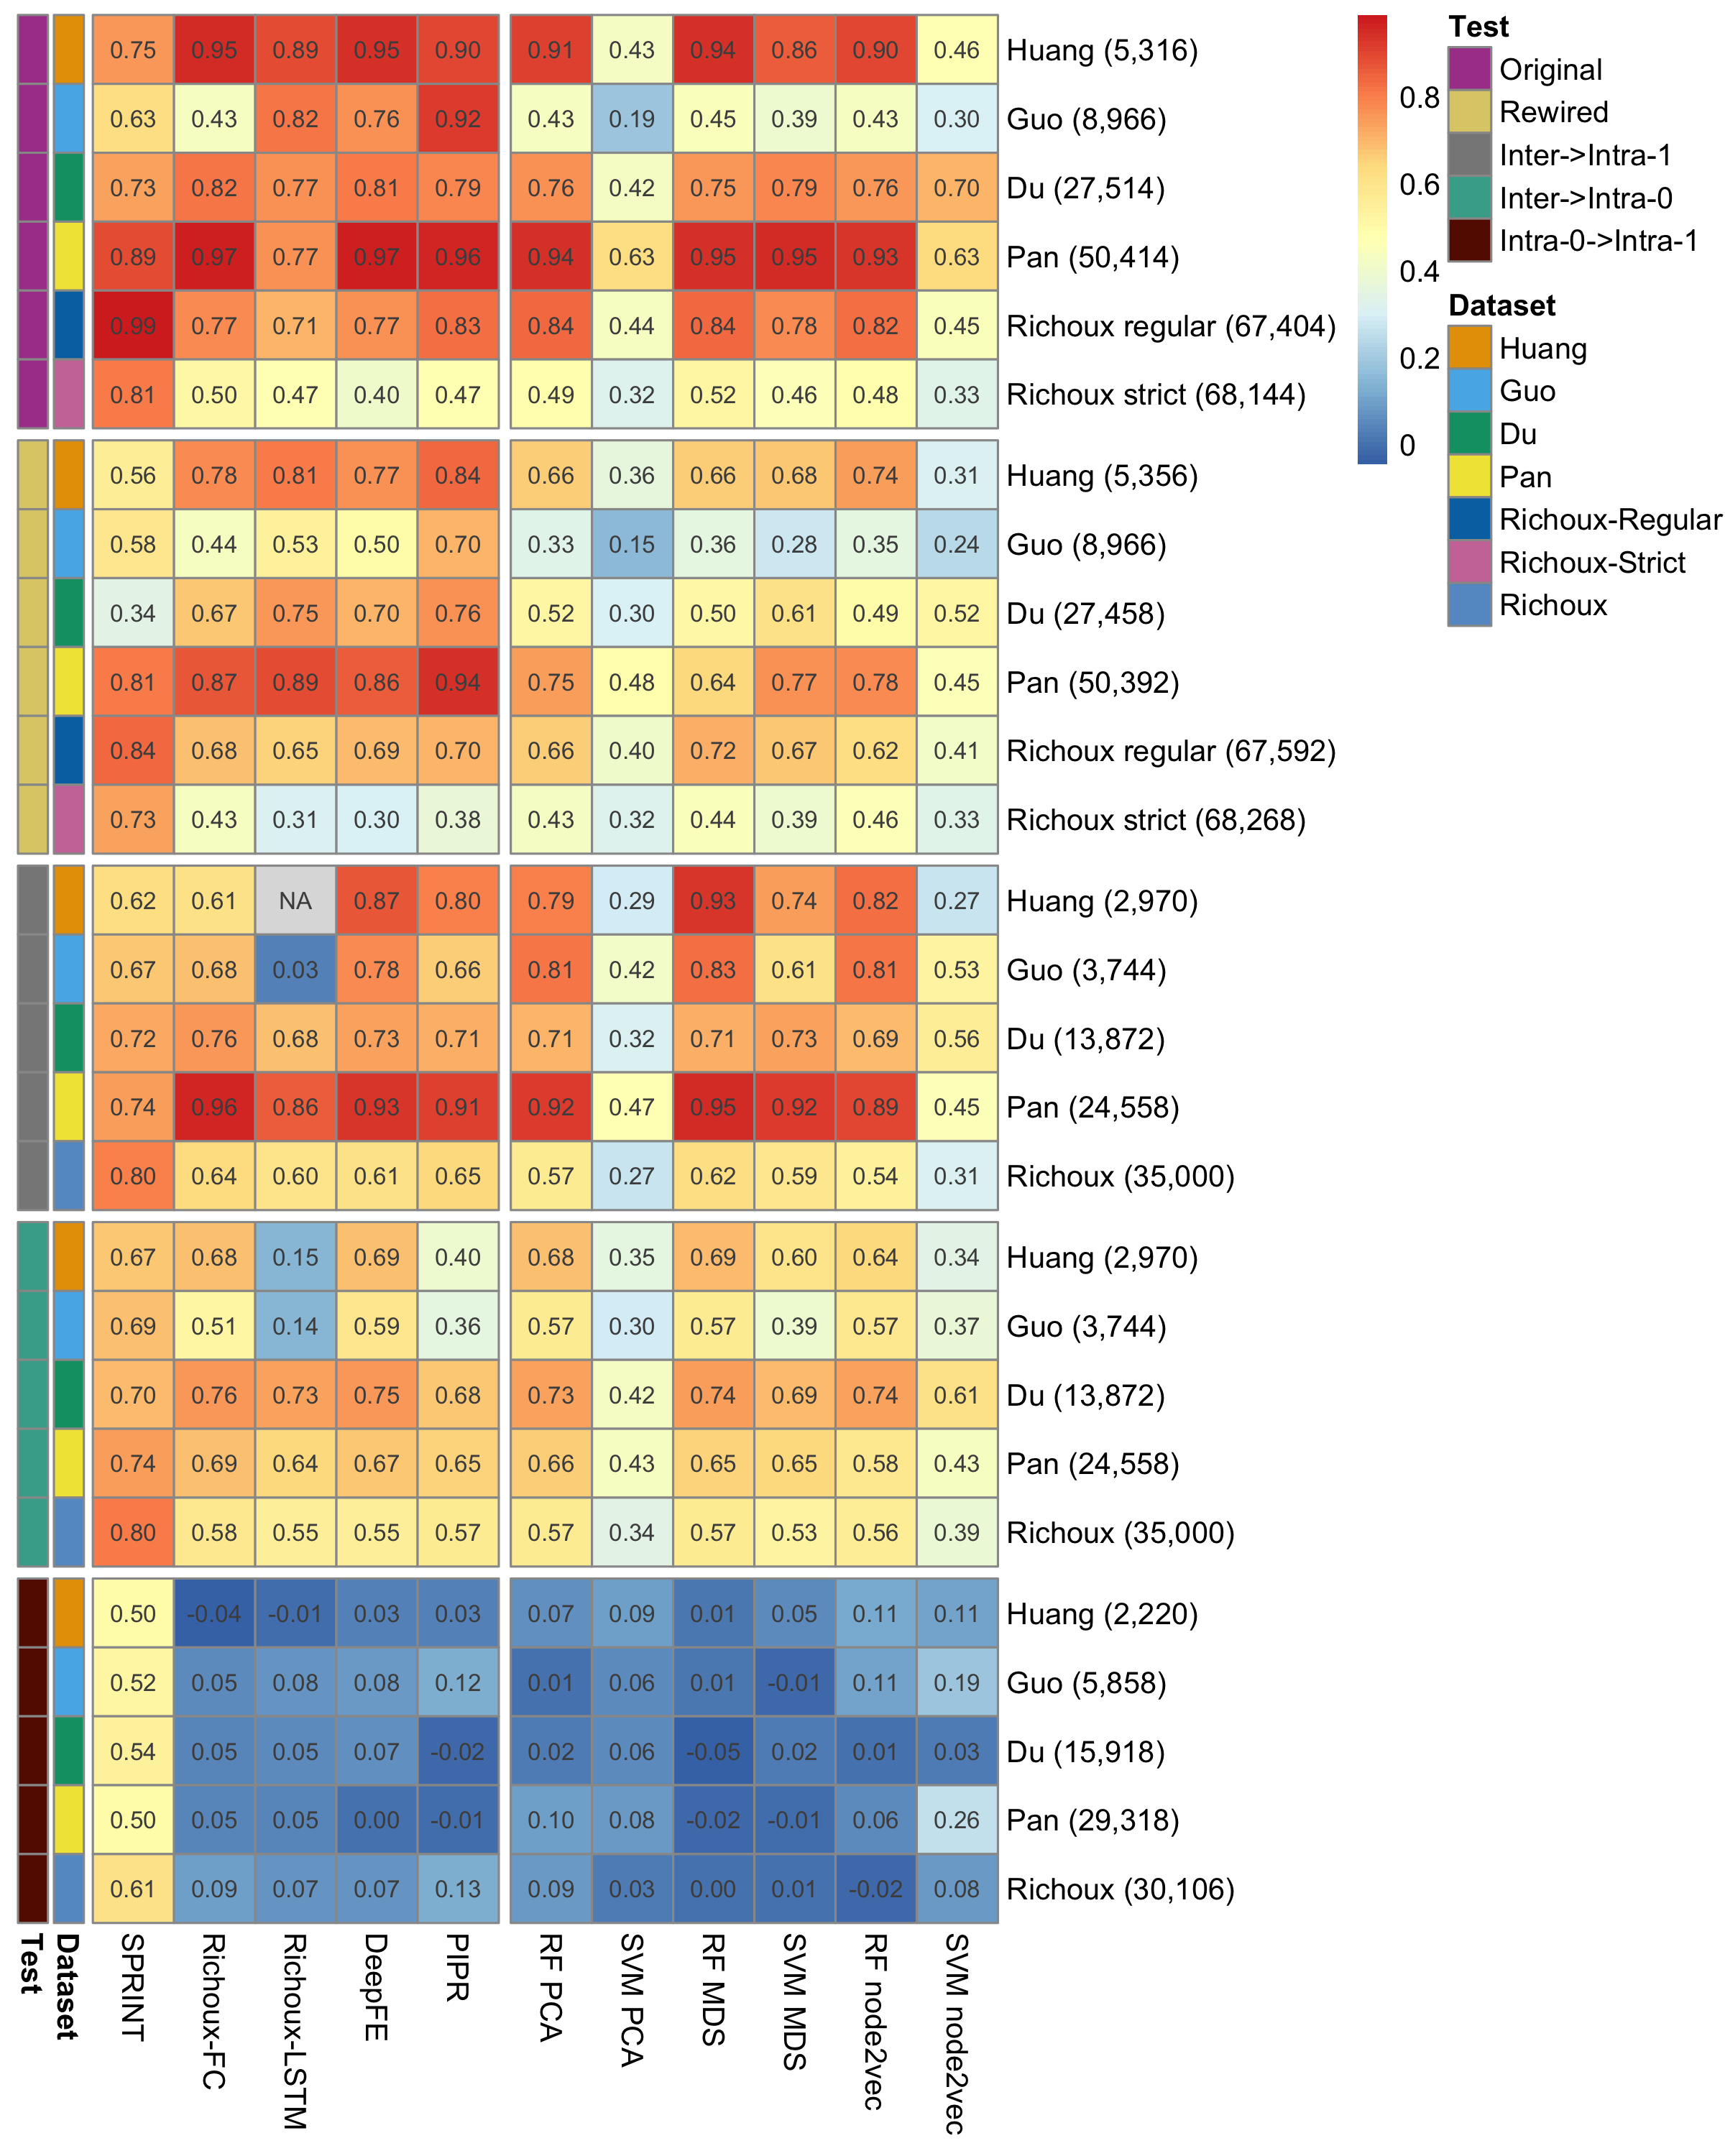 0.75 0.95 0.89 0.95 0.90 0.91 0.43 0.94 0.86 0.90 0.46 Huang (5,316)
0.63 0.43 0.82 0.76 0.92 0.43 0.19 0.45 0.39 0.43 0.30 Guo (8,966)
0.73 0.82 0.77 0.81 0.79 0.76 0.42 0.75 0.79 0.76 0.70 Du (27,514)
0.89 0.97 0.77 0.97 0.96 0.94 0.63 0.95 0.95 0.93 0.63 Pan (50,414)
0.99 0.77 0.71 0.77 0.83 0.84 0.44 0.84 0.78 0.82 0.45 Richoux regular (67,404)
0.81 0.50 0.47 0.40 0.47 0.49 0.32 0.52 0.46 0.48 0.33 Richoux strict (68,144)
0.56 0.78 0.81 0.77 0.84 0.66 0.36 0.66 0.68 0.74 0.31 Huang (5,356)
0.58 0.44 0.53 0.50 0.70 0.33 0.15 0.36 0.28 0.35 0.24 Guo (8,966)
0.34 0.67 0.75 0.70 0.76 0.52 0.30 0.50 0.61 0.49 0.52 Du (27,458)
0.81 0.87 0.89 0.86 0.94 0.75 0.48 0.64 0.77 0.78 0.45 Pan (50,392)
0.84 0.68 0.65 0.69 0.70 0.66 0.40 0.72 0.67 0.62 0.41 Richoux regular (67,592)
0.73 0.43 0.31 0.30 0.38 0.43 0.32 0.44 0.39 0.46 0.33 Richoux strict (68,268)
0.62 0.61 NA 0.87 0.80 0.79 0.29 0.93 0.74 0.82 0.27 Huang (2,970)
0.67 0.68 0.03 0.78 0.66 0.81 0.42 0.83 0.61 0.81 0.53 Guo (3,744)
0.72 0.76 0.68 0.73 0.71 0.71 0.32 0.71 0.73 0.69 0.56 Du (13,872)
0.74 0.96 0.86 0.93 0.91 0.92 0.47 0.95 0.92 0.89 0.45 Pan (24,558)
0.80 0.64 0.60 0.61 0.65 0.57 0.27 0.62 0.59 0.54 0.31 Richoux (35,000)
0.67 0.68 0.15 0.69 0.40 0.68 0.35 0.69 0.60 0.64 0.34 Huang (2,970)
0.69 0.51 0.14 0.59 0.36 0.57 0.30 0.57 0.39 0.57 0.37 Guo (3,744)
0.70 0.76 0.73 0.75 0.68 0.73 0.42 0.74 0.69 0.74 0.61 Du (13,872)
0.74 0.69 0.64 0.67 0.65 0.66 0.43 0.65 0.65 0.58 0.43 Pan (24,558)
0.80 0.58 0.55 0.55 0.57 0.57 0.34 0.57 0.53 0.56 0.39 Richoux (35,000)
0.50 -0.04 -0.01 0.03 0.03 0.07 0.09 0.01 0.05 0.11 0.11 Huang (2,220)
0.52 0.05 0.08 0.08 0.12 0.01 0.06 0.01 -0.01 0.11 0.19 Guo (5,858)
0.54 0.05 0.05 0.07 -0.02 0.02 0.06 -0.05 0.02 0.01 0.03 Du (15,918)
0.50 0.05 0.05 0.00 -0.01 0.10 0.08 -0.02 -0.01 0.06 0.26 Pan (29,318)
0.61 0.09 0.07 0.07 0.13 0.09 0.03 0.00 0.01 -0.02 0.08 Richoux (30,106)
Test
Dataset
SPRINT
Richoux-FC
Richoux-LSTM
DeepFE
PIPR
RF PCA
SVM PCA
RF MDS
SVM MDS
RF node2vec
SVM node2vec
0.8
0.6
0.4
0.2
0
Test
Original
Rewired
Inter->Intra-1
Inter->Intra-0
Intra-0->Intra-1
Dataset
Huang
Guo
Du
Pan
Richoux-Regular
Richoux-Strict
Richoux